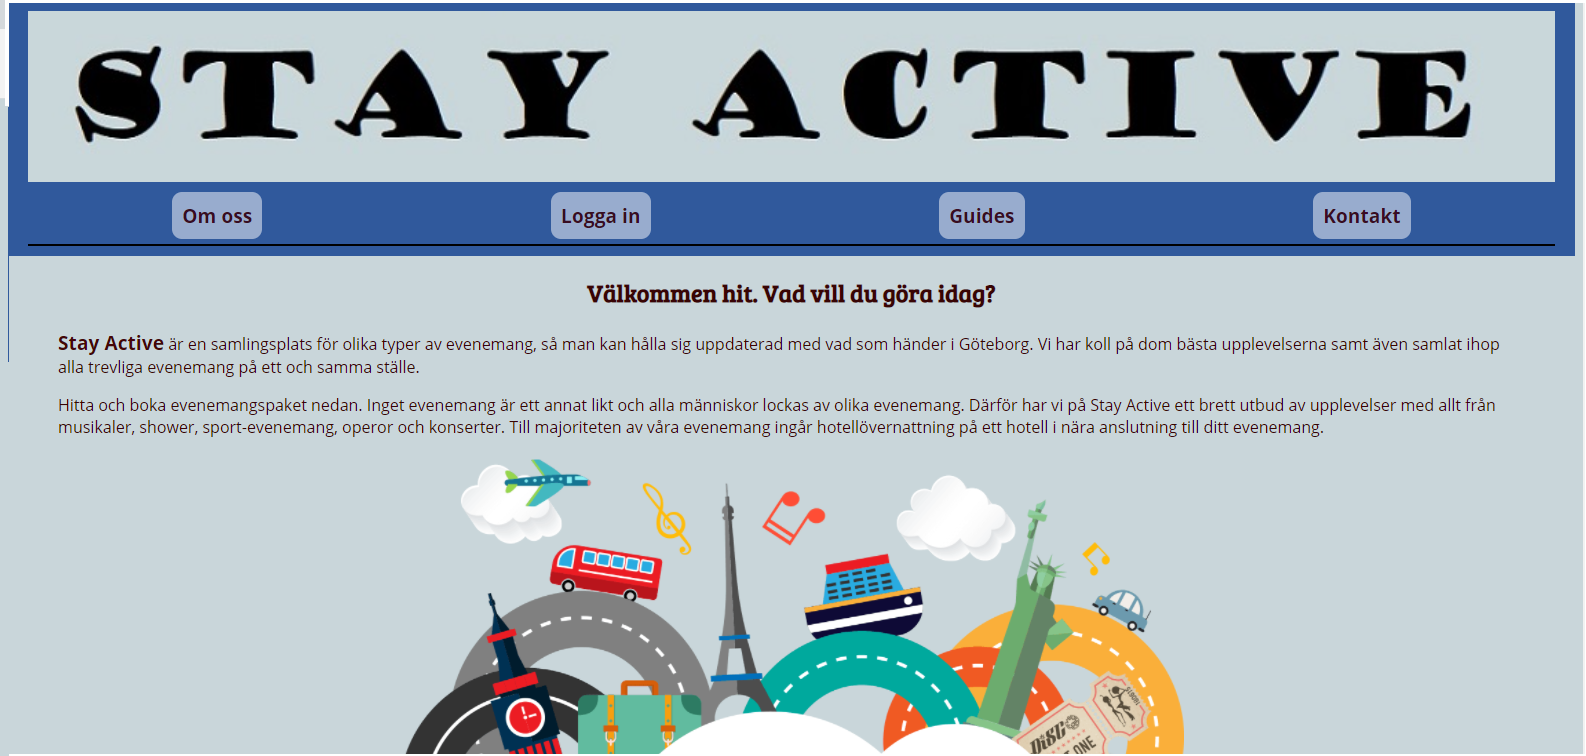 STAY ACTIVE
Om oss
Logga in
Guides
Kontakt
Välkommen hit. Vad vill du göra idag?
Stay Active är en samlingsplats för olika typer av evenemang, så man kan hålla sig uppdaterad med vad som händer i Göteborg. Vi har koll på dom bästa upplevelserna samt även samlat ihop
alla trevliga evenemang på ett och samma ställe.
Hitta och boka evenemangspaket nedan. Inget evenemang är ett annat likt och alla människor lockas av olika evenemang. Därför har vi på Stay Active ett brett utbud av upplevelser med allt från
musikaler, shower, sport-evenemang, operor och konserter. Till majoriteten av våra evenemang ingår hotellövernattning på ett hotell i nära anslutning till ditt evenemang.
DISCO
ONE